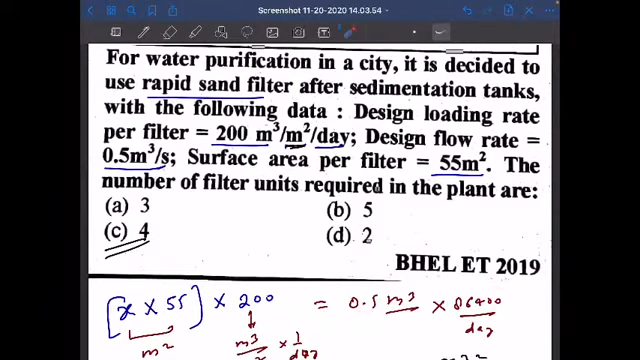 Screenshot 11-20-2020 14.03.54
For water purification in a city, it is decided to
use rapid sand filter after sedimentation tanks,
with the following data : Design loading rate
per filter = 200 m³/m²/day; Design flow rate =
0.5m³/s; Surface area per filter = 55m². The
number of filter units required in the plant are:
(a) 3 (b) 5
(c) 4 (d) 2
BHEL ET 2019
[x × 55] × 200 = 0.5 m3 × 86400
m² m3 × 1 day
day